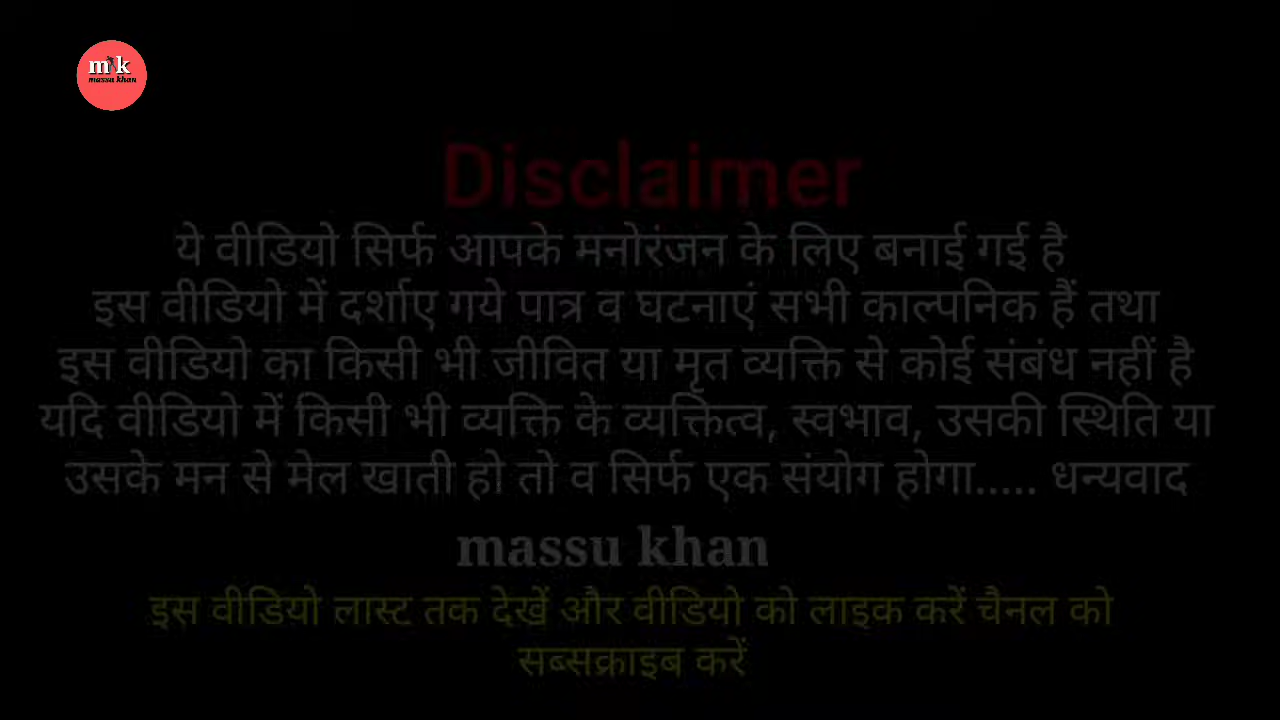 m k
massu khan
Disclaimer
ये वीडियो सिर्फ आपके मनोरंजन के लिए बनाई गई है
इस वीडियो में दर्शाए गये पात्र व घटनाएं सभी काल्पनिक हैं तथा
इस वीडियो का किसी भी जीवित या मृत व्यक्ति से कोई संबंध नहीं है
यदि वीडियो में किसी भी व्यक्ति के व्यक्तित्व, स्वभाव, उसकी स्थिति या
उसके मन से मेल खाती हो तो व सिर्फ एक संयोग होगा..... धन्यवाद
massu khan
इस वीडियो लास्ट तक देखें और वीडियो को लाइक करें चैनल को
सब्सक्राइब करें